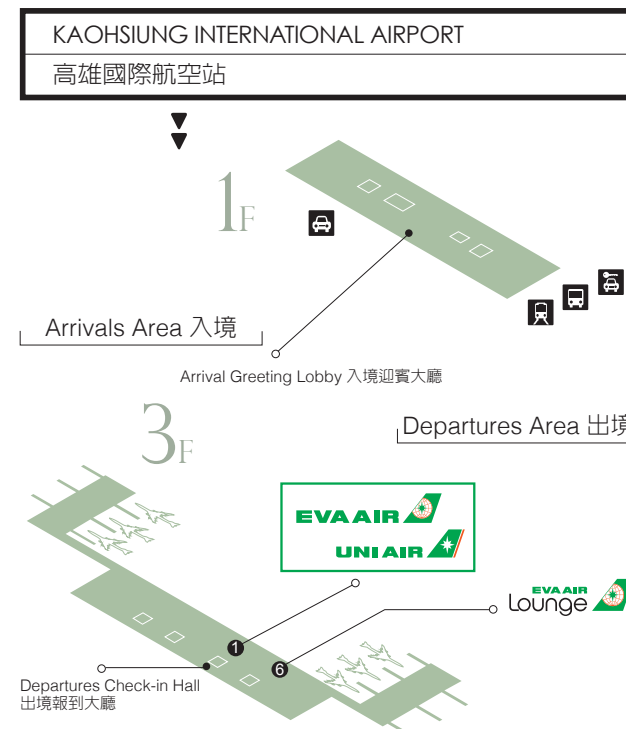 KAOHSIUNG INTERNATIONAL AIRPORT
高雄國際航空站
1F
Arrivals Area 入境
Arrival Greeting Lobby 入境迎賓大廳
3F
Departures Area 出境
EVA AIR
UNI AIR
EVA AIR
Lounge
1
6
Departures Check-in Hall
出境報到大廳